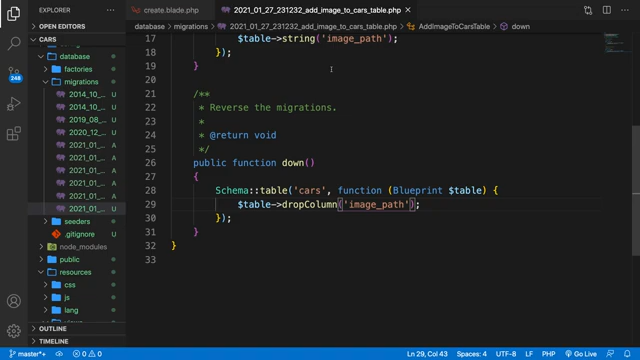 EXPLORER
create.blade.php
2021_01_27_231232_add_image_to_cars_table.php
OPEN EDITORS
database > migrations > 2021_01_27_231232_add_image_to_cars_table.php > AddImageToCarsTable > down
CARS
database
factories
migrations
2014_10_... U
2014_10_... U
2019_08_... U
2020_12_... U
2021_01_... A
2021_01_... A
2021_01_... A
2021_01_... A
2021_01_... U
seeders
.gitignore
node_modules
public
resources
css
js
lang
views
OUTLINE
TIMELINE
248
17 $table->string('image_path');
18 });
19 }
20
21 /**
22 * Reverse the migrations.
23 *
24 * @return void
25 */
26 public function down()
27 {
28 Schema::table('cars', function (Blueprint $table) {
29 $table->dropColumn('image_path');
30 });
31 }
32 }
33
master*+ 0 0 Ln 29, Col 43 Spaces: 4 UTF-8 LF PHP Go Live